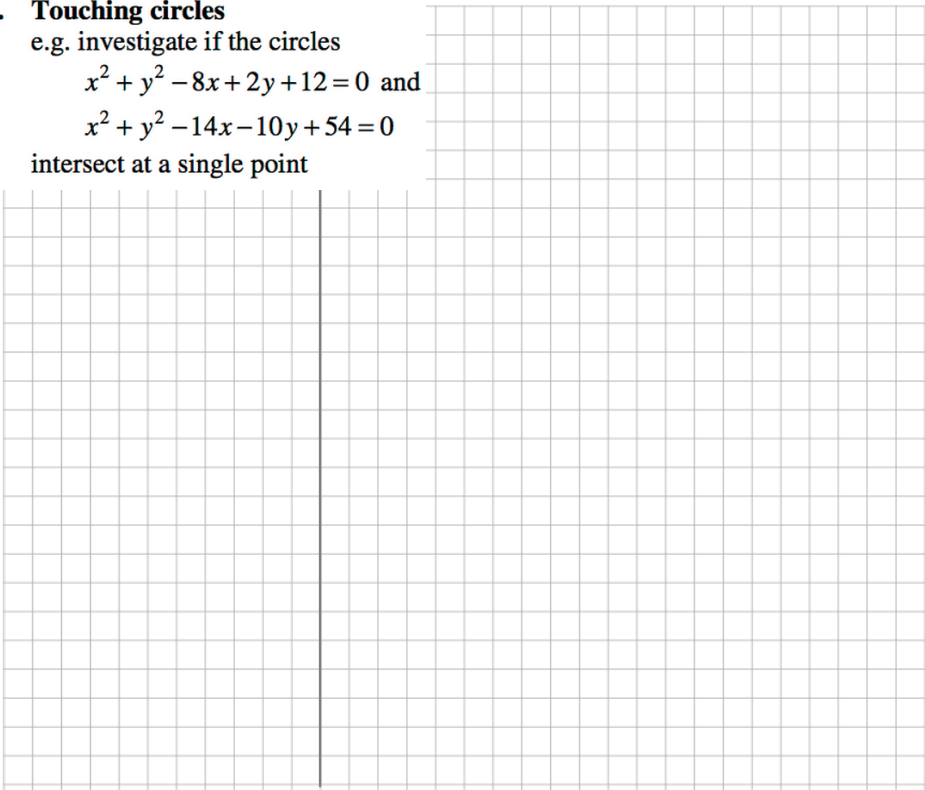 . Touching circles
e.g. investigate if the circles
x² + y² – 8x + 2y + 12 = 0 and
x² + y² – 14x – 10y + 54 = 0
intersect at a single point